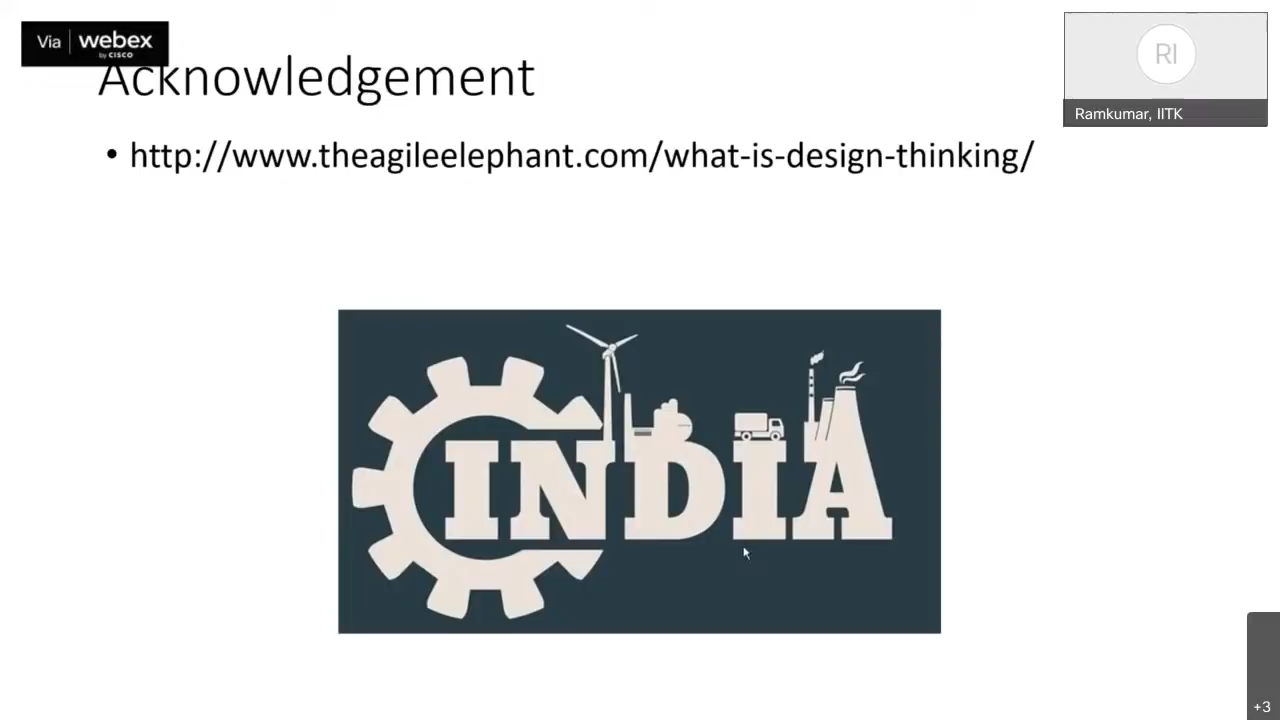 Via webex
by CISCO
Acknowledgement
RI
Ramkumar, IITK
• http://www.theagileelephant.com/what-is-design-thinking/
INDIA
+3